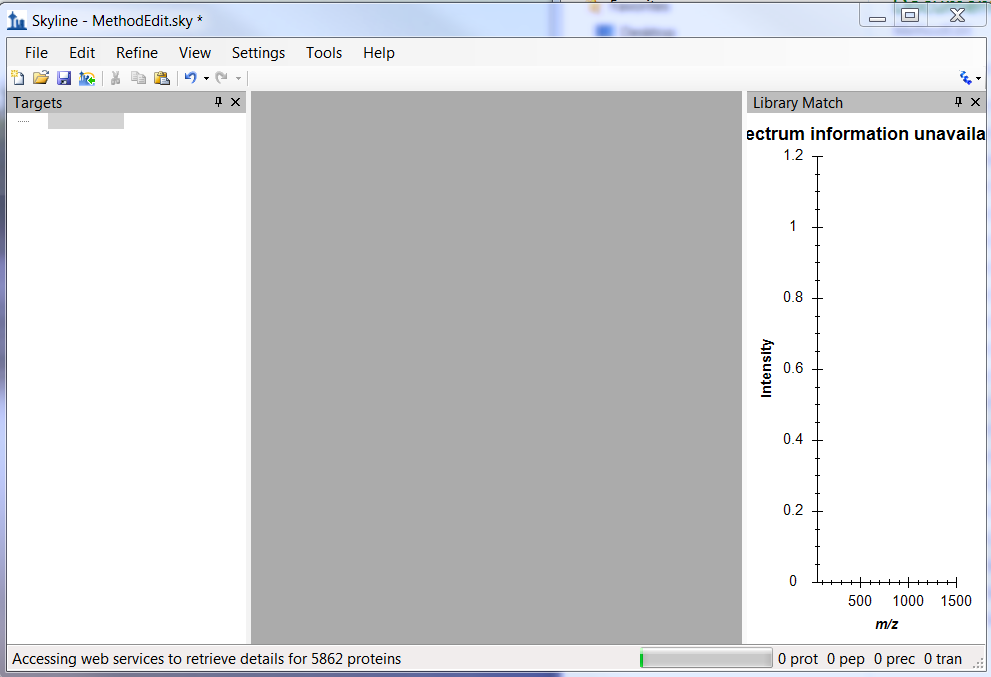 Skyline - MethodEdit.sky *
File Edit Refine View Settings Tools Help
Targets
Library Match
ectrum information unavaila
1.2
1
0.8
0.6
0.4
0.2
0
Intensity
500 1000 1500
m/z
Accessing web services to retrieve details for 5862 proteins
0 prot 0 pep 0 prec 0 tran